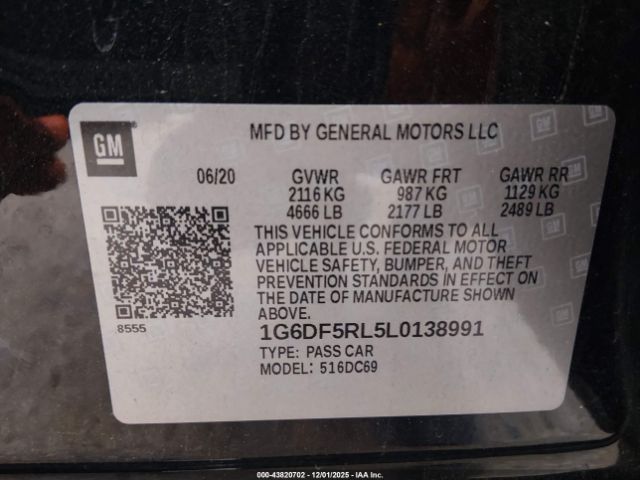 GM
MFD BY GENERAL MOTORS LLC
06/20 GVWR GAWR FRT GAWR RR
2116 KG 987 KG 1129 KG
4666 LB 2177 LB 2489 LB
THIS VEHICLE CONFORMS TO ALL
APPLICABLE U.S. FEDERAL MOTOR
VEHICLE SAFETY, BUMPER, AND THEFT
PREVENTION STANDARDS IN EFFECT ON
THE DATE OF MANUFACTURE SHOWN
ABOVE.
8555
1G6DF5RL5L0138991
TYPE: PASS CAR
MODEL: 516DC69
000-43820702 - 12/01/2025 - IAA Inc.